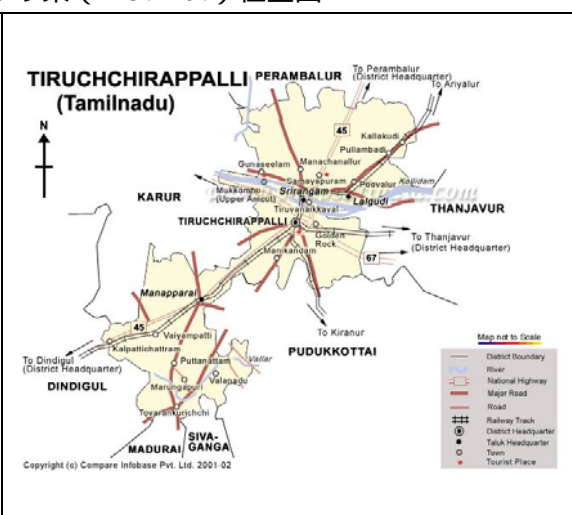 TIRUCHCHIRAPPALLI
(Tamilnadu)
PERAMBALUR
To Perambalur
(District Headquarter)
To Ariyalur
N
45
Kallakudi
Pullambadi
Gunaseelam
Manachanallur
Samayapuram
Poovalur
Kollidam
Mukkombu
(Upper Anicut)
Srirangam
Lalgudi
KARUR
Tiruvanaikkaval
THANJAVUR
TIRUCHCHIRAPPALLI
Golden
Rock
To Thanjavur
(District Headquarter)
67
Manikandam
Manapparai
45
Vaiyampatti
Kalpattichattram
To Kiranur
PUDUKKOTTAI
To Dindigul
(District Headquarter)
DINDIGUL
Puttanattam
Vallar
Marungapuri
Valapadu
Tovarankurichchi
MADURAI
SIVA-
GANGA
Map not to Scale
District Boundary
River
National Highway
Major Road
Road
Railway Track
District Headquarter
Taluk Headquarter
Town
Tourist Place
Copyright (c) Compare Infobase Pvt. Ltd. 2001-02